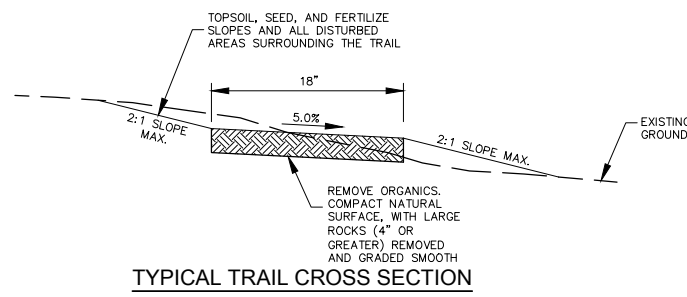 TOPSOIL, SEED, AND FERTILIZE
SLOPES AND ALL DISTURBED
AREAS SURROUNDING THE TRAIL
18"
5.0%
2:1 SLOPE
MAX.
2:1 SLOPE MAX.
EXISTING
GROUND
REMOVE ORGANICS.
COMPACT NATURAL
SURFACE, WITH LARGE
ROCKS (4" OR
GREATER) REMOVED
AND GRADED SMOOTH
TYPICAL TRAIL CROSS SECTION